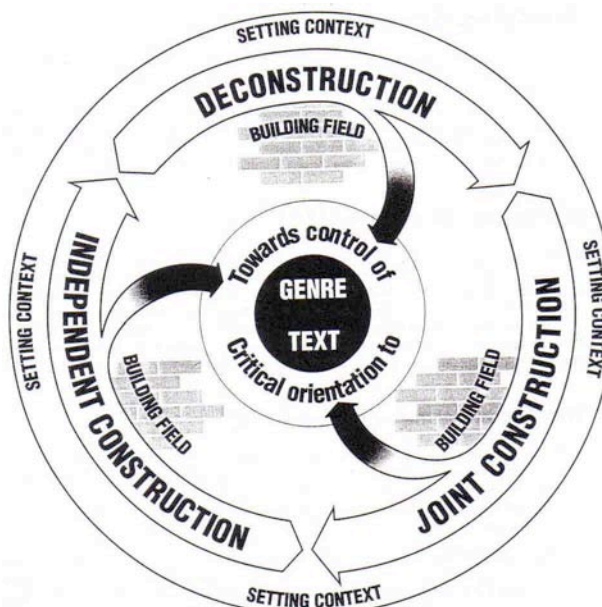 SETTING CONTEXT
DECONSTRUCTION
BUILDING FIELD
SETTING CONTEXT
INDEPENDENT CONSTRUCTION
Towards control of
GENRE
TEXT
Critical orientation to
BUILDING FIELD
BUILDING FIELD
JOINT CONSTRUCTION
SETTING CONTEXT
SETTING CONTEXT